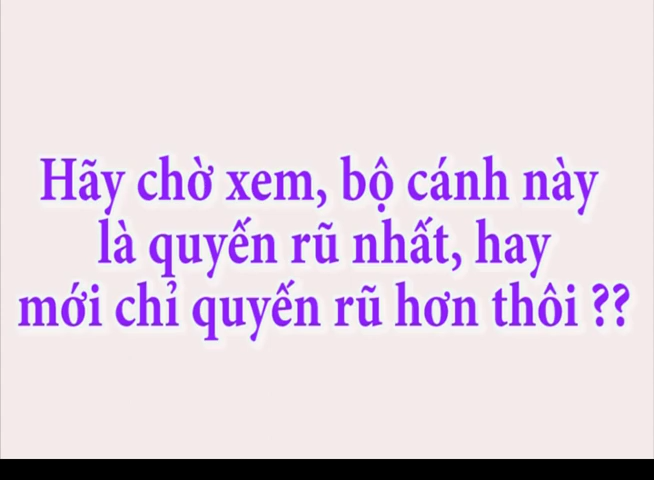 Hãy chờ xem, bộ cánh này
là quyến rũ nhất, hay
mới chỉ quyến rũ hơn thôi ??